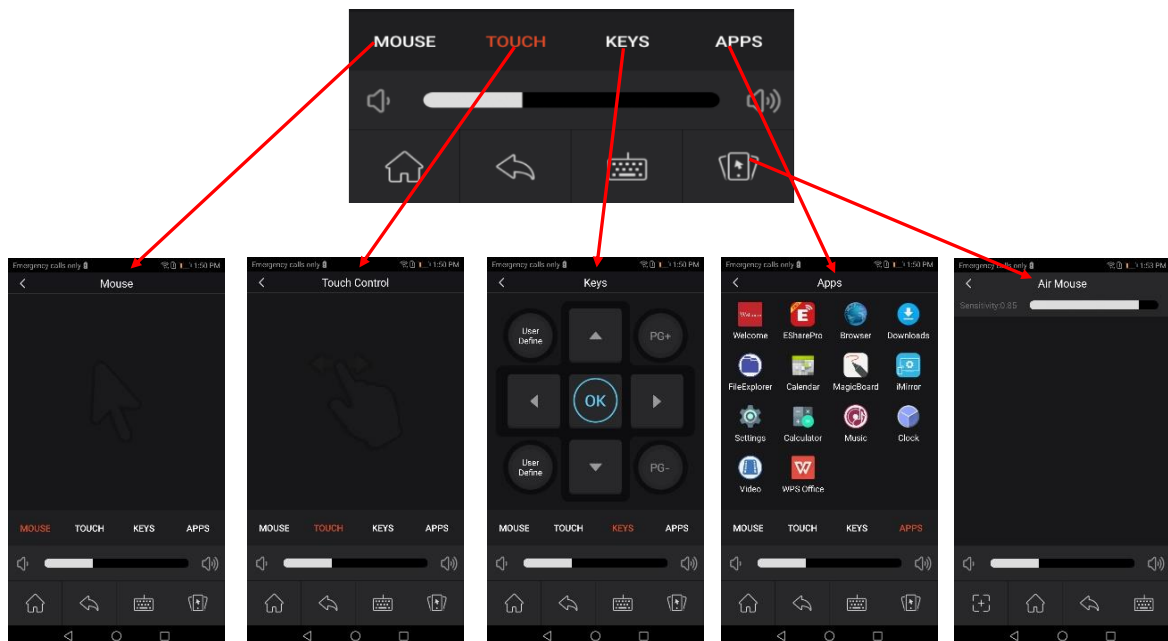 MOUSE TOUCH KEYS APPS
Emergency calls only 1:50 PM
Mouse
MOUSE TOUCH KEYS APPS
Emergency calls only 1:50 PM
Touch Control
MOUSE TOUCH KEYS APPS
Emergency calls only 1:50 PM
Keys
User Define
PG+
OK
User Define
PG-
MOUSE TOUCH KEYS APPS
Emergency calls only 1:50 PM
Apps
Welcome ESharePro Browser Downloads
FileExplorer Calendar MagicBoard iMirror
Settings Calculator Music Clock
Video WPS Office
MOUSE TOUCH KEYS APPS
Emergency calls only 1:53 PM
Air Mouse
Sensitivity:0.85